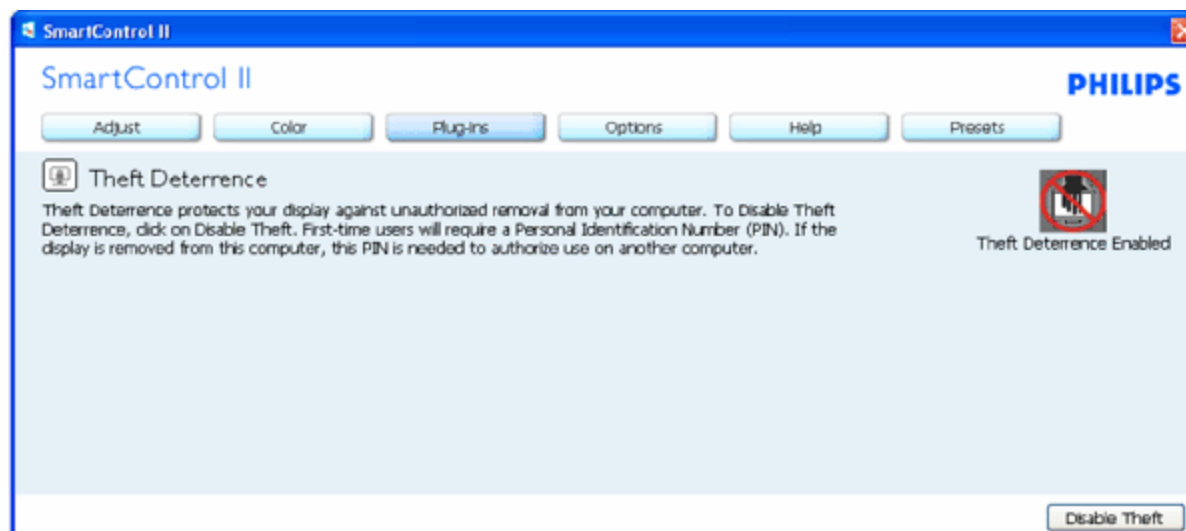 SmartControl II
SmartControl II
PHILIPS
Adjust Color Plug-Ins Options Help Presets
Theft Deterrence
Theft Deterrence protects your display against unauthorized removal from your computer. To Disable Theft
Deterrence, click on Disable Theft. First-time users will require a Personal Identification Number (PIN). If the
display is removed from this computer, this PIN is needed to authorize use on another computer.
Theft Deterrence Enabled
Disable Theft